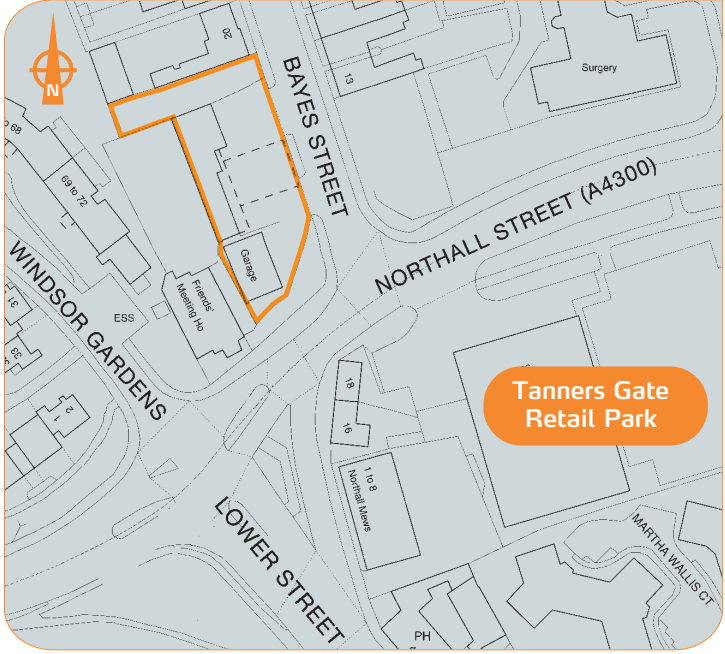 N
20
BAYES STREET
13
Surgery
68
69 to 72
NORTHALL STREET (A4300)
WINDSOR GARDENS
Garage
Friends'
Meeting Ho
ESS
31
33
1
2
18
16
Tanners Gate
Retail Park
1 to 8
Northall Mews
LOWER STREET
MARTHA WALLIS CT
PH